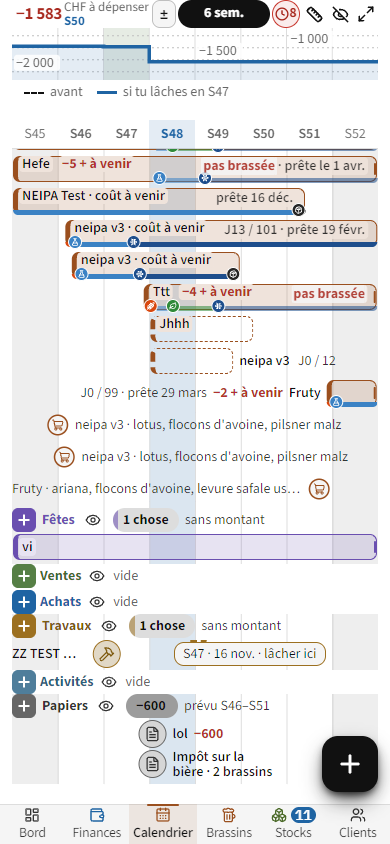 −1 583 CHF à dépenser
S50
±
6 sem.
8
−1 000
−1 500
−2 000
avant si tu lâches en S47
S45 S46 S47 S48 S49 S50 S51 S52
Hefe −5 + à venir pas brassée · prête le 1 avr.
NEIPA Test · coût à venir prête 16 déc.
neipa v3 · coût à venir J13 / 101 · prête 19 févr.
neipa v3 · coût à venir
Ttt −4 + à venir pas brassée
Jhhh
neipa v3 J0 / 12
J0 / 99 · prête 29 mars −2 + à venir Fruty
neipa v3 · lotus, flocons d'avoine, pilsner malz
neipa v3 · lotus, flocons d'avoine, pilsner malz
Fruty · ariana, flocons d'avoine, levure safale us…
Fêtes 1 chose sans montant
vi
Ventes vide
Achats vide
Travaux 1 chose sans montant
ZZ TEST … S47 · 16 nov. · lâcher ici
Activités vide
Papiers −600 prévu S46–S51
lol −600
Impôt sur la
bière · 2 brassins
Bord Finances Calendrier Brassins Stocks 11 Clients